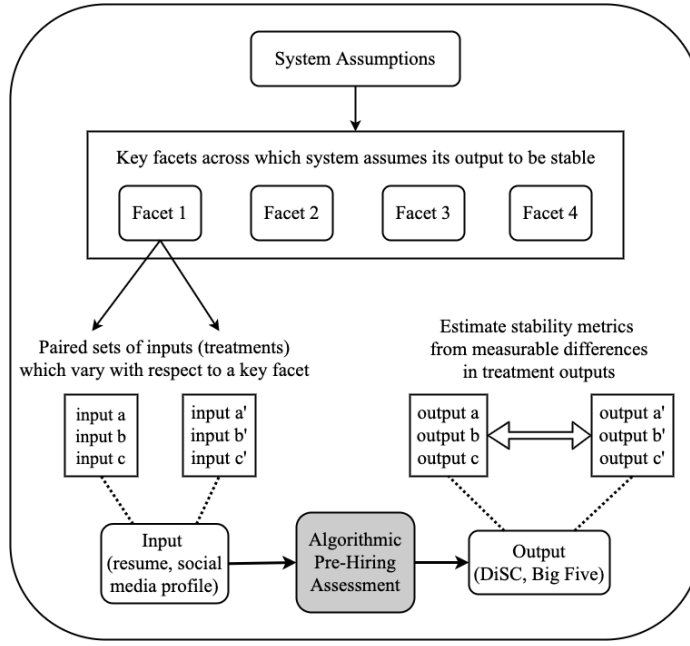 System Assumptions
Key facets across which system assumes its output to be stable
Facet 1
Facet 2
Facet 3
Facet 4
Paired sets of inputs (treatments)
which vary with respect to a key facet
Estimate stability metrics
from measurable differences
in treatment outputs
input a
input b
input c
input a'
input b'
input c'
output a
output b
output c
output a'
output b'
output c'
Input
(resume, social
media profile)
Algorithmic
Pre-Hiring
Assessment
Output
(DiSC, Big Five)